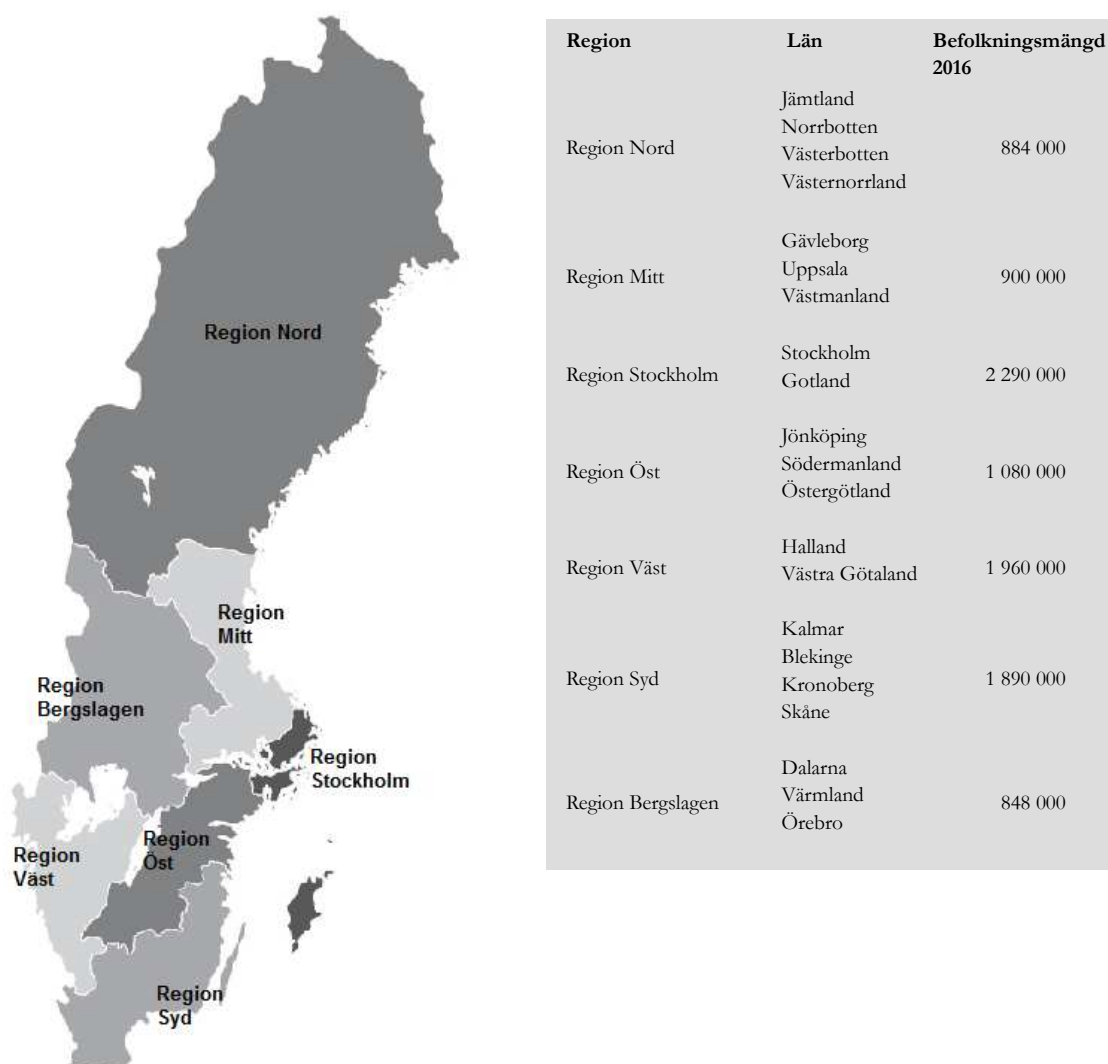 Region Nord
Region
Mitt
Region
Bergslagen
Region
Stockholm
Region
Öst
Region
Väst
Region
Syd
Region Län Befolkningsmängd
2016
Region Nord
Jämtland
Norrbotten
Västerbotten
Västernorrland
884 000
Region Mitt
Gävleborg
Uppsala
Västmanland
900 000
Region Stockholm
Stockholm
Gotland
2 290 000
Region Öst
Jönköping
Södermanland
Östergötland
1 080 000
Region Väst
Halland
Västra Götaland
1 960 000
Region Syd
Kalmar
Blekinge
Kronoberg
Skåne
1 890 000
Region Bergslagen
Dalarna
Värmland
Örebro
848 000